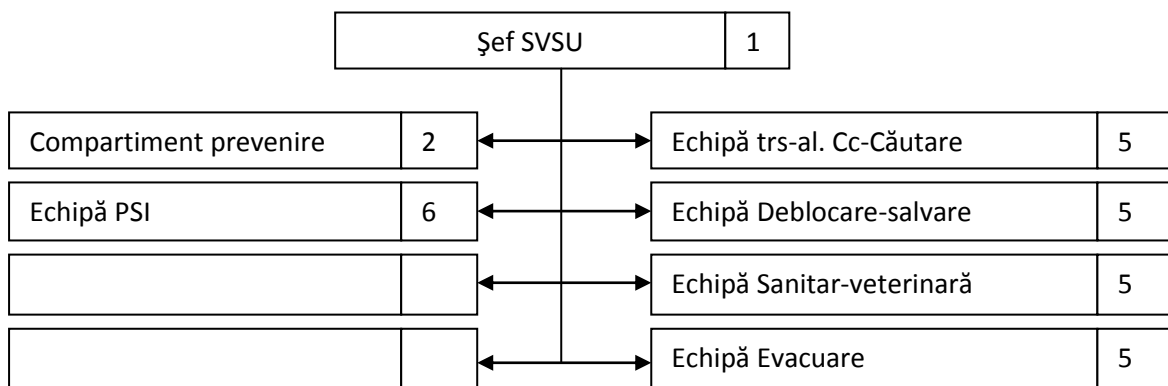 Şef SVSU 1
Compartiment prevenire 2 Echipă trs-al. Cc-Căutare 5
Echipă PSI 6 Echipă Deblocare-salvare 5
Echipă Sanitar-veterinară 5
Echipă Evacuare 5